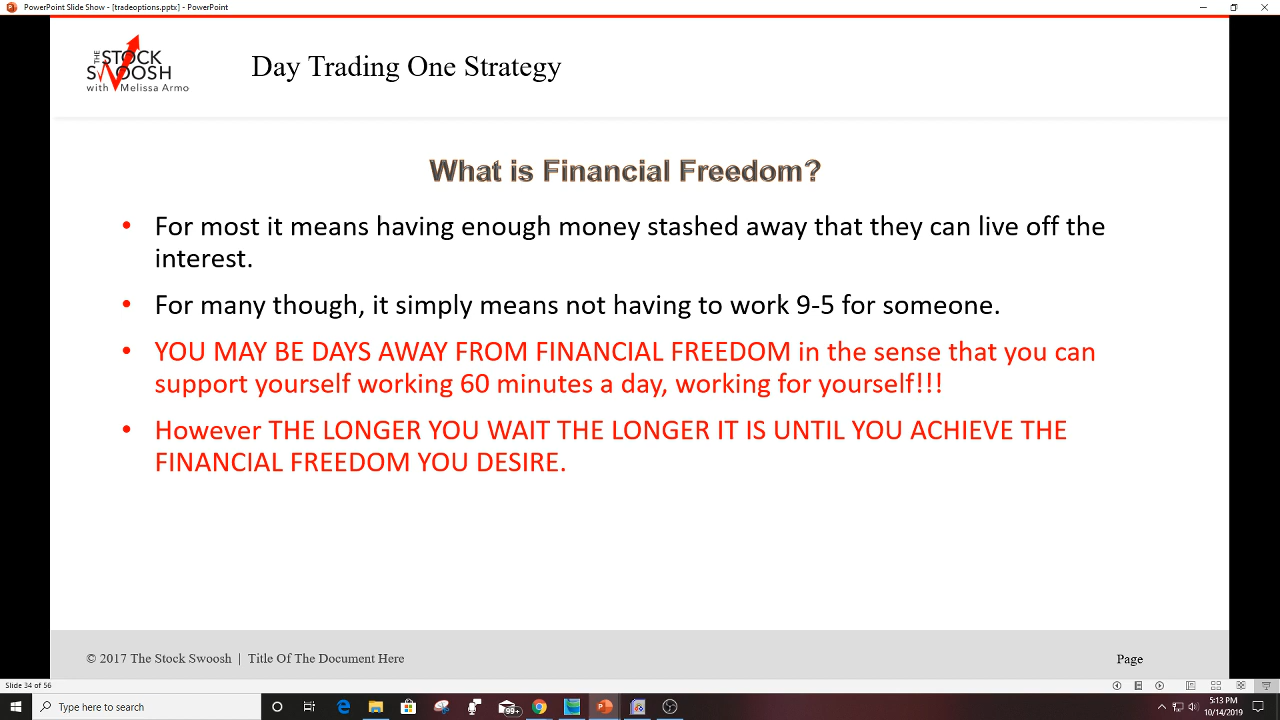 PowerPoint Slide Show - [tradeoptions.pptx] - PowerPoint
THE STOCK
SWOOSH
with Melissa Armo
Day Trading One Strategy
What is Financial Freedom?
• For most it means having enough money stashed away that they can live off the
interest.
• For many though, it simply means not having to work 9-5 for someone.
• YOU MAY BE DAYS AWAY FROM FINANCIAL FREEDOM in the sense that you can
support yourself working 60 minutes a day, working for yourself!!!
• However THE LONGER YOU WAIT THE LONGER IT IS UNTIL YOU ACHIEVE THE
FINANCIAL FREEDOM YOU DESIRE.
© 2017 The Stock Swoosh | Title Of The Document Here
Page
Slide 34 of 56
Type here to search
99+
5:13 PM
10/14/2019